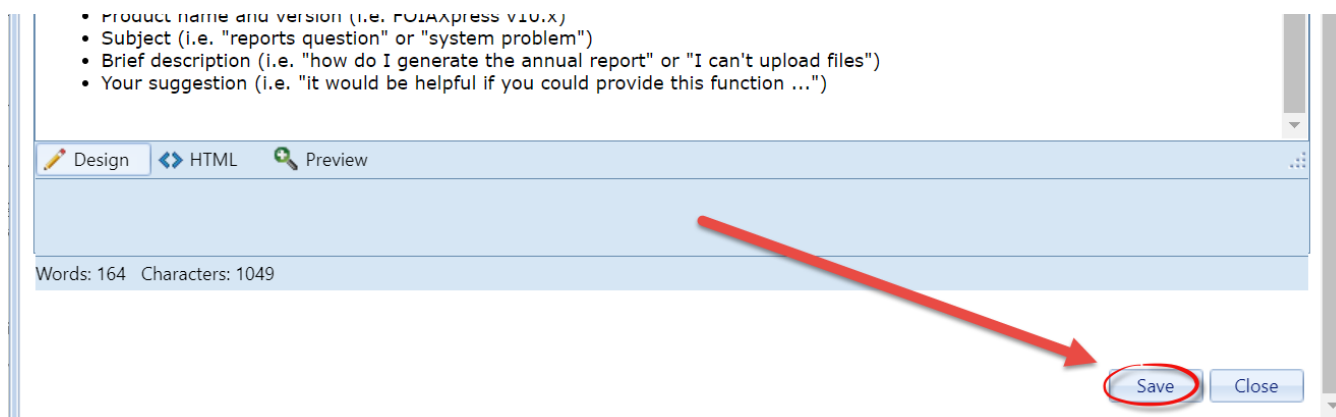 • Product name and version (i.e. FOIAXpress v10.x)
• Subject (i.e. "reports question" or "system problem")
• Brief description (i.e. "how do I generate the annual report" or "I can't upload files")
• Your suggestion (i.e. "it would be helpful if you could provide this function ...")
Design HTML Preview
Words: 164 Characters: 1049
Save Close